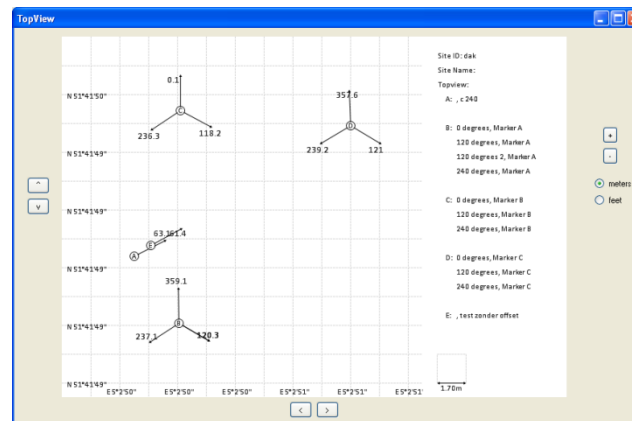 TopView
Site ID: dak
Site Name:
Topview:
A: , c 240
B: 0 degrees, Marker A
120 degrees, Marker A
120 degrees 2, Marker A
240 degrees, Marker A
C: 0 degrees, Marker B
120 degrees, Marker B
240 degrees, Marker B
D: 0 degrees, Marker C
120 degrees, Marker C
240 degrees, Marker C
E: , test zonder offset
1.70m
N 51°41'50"
N 51°41'49"
N 51°41'49"
N 51°41'49"
N 51°41'49"
N 51°41'49"
0.1
C
236.3
118.2
357.6
D
239.2
121
63.1
61.4
E
A
359.1
B
237.1
120.3
E5°2'50"
E5°2'50"
E5°2'50"
E5°2'51"
E5°2'51"
E5°2'51"
^
v
<
>
+
-
meters
feet